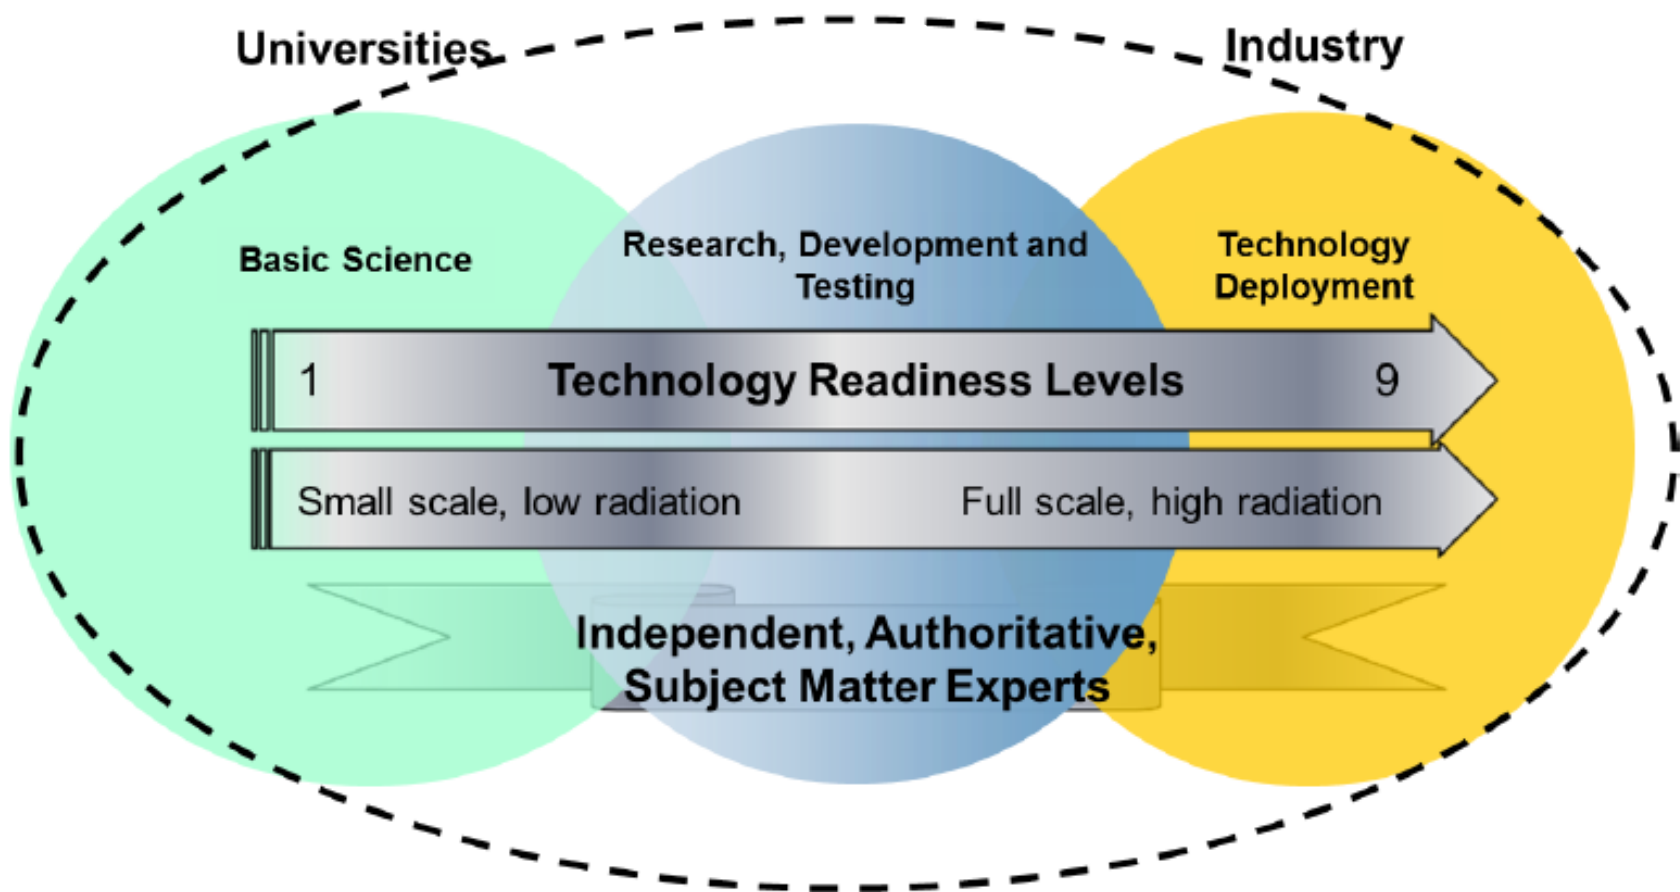 Universities
Industry
Basic Science
Research, Development and
Testing
Technology
Deployment
1
Technology Readiness Levels
9
Small scale, low radiation
Full scale, high radiation
Independent, Authoritative,
Subject Matter Experts